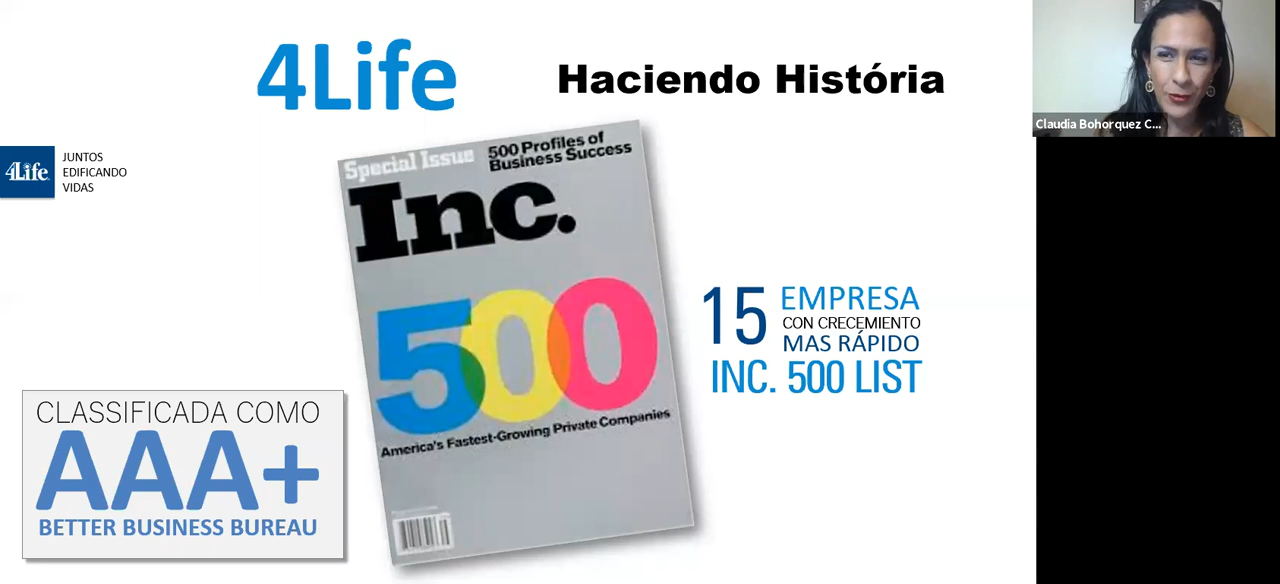 4Life
Haciendo História
Claudia Bohorquez C...
4Life
JUNTOS
EDIFICANDO
VIDAS
Special Issue
500 Profiles of
Business Success
Inc.
500
America's Fastest-Growing Private Companies
15
EMPRESA
CON CRECEMIENTO
MAS RÁPIDO
INC. 500 LIST
CLASSIFICADA COMO
AAA+
BETTER BUSINESS BUREAU